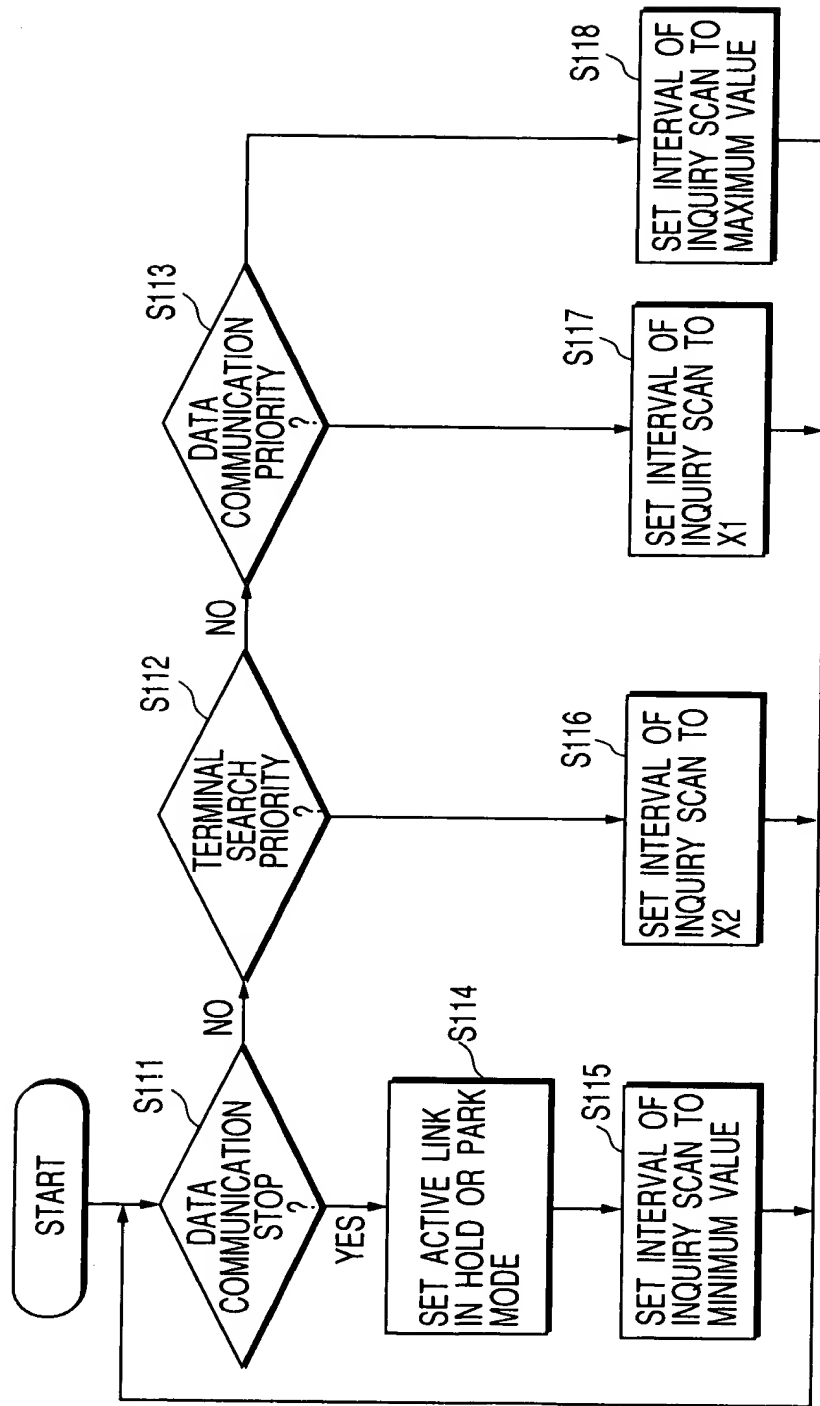 START
S111
DATA
COMMUNICATION
STOP
?
NO
YES
S112
TERMINAL
SEARCH
PRIORITY
?
NO
S113
DATA
COMMUNICATION
PRIORITY
?
S114
SET ACTIVE LINK
IN HOLD OR PARK
MODE
S115
SET INTERVAL OF
INQUIRY SCAN TO
MINIMUM VALUE
S116
SET INTERVAL OF
INQUIRY SCAN TO
X2
S117
SET INTERVAL OF
INQUIRY SCAN TO
X1
S118
SET INTERVAL OF
INQUIRY SCAN TO
MAXIMUM VALUE